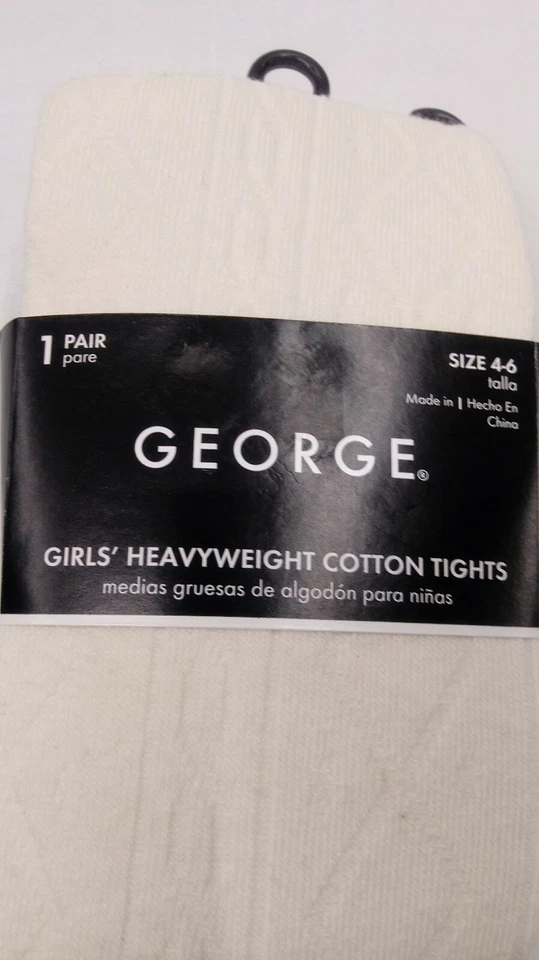 1 PAIR
pare
SIZE 4-6
talla
Made in | Hecho En
China
GEORGE®
GIRLS' HEAVYWEIGHT COTTON TIGHTS
medias gruesas de algodón para niñas